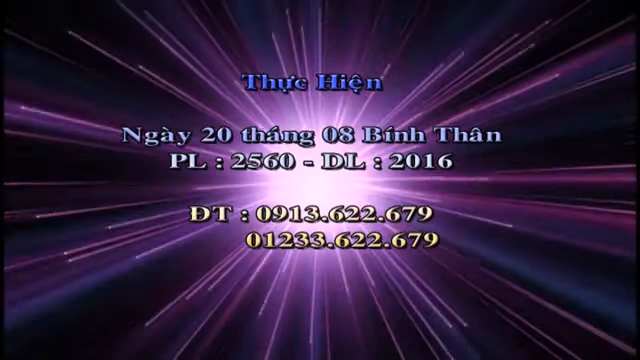 Thực Hiện
Ngày 20 tháng 08 Bính Thân
PL : 2560 - DL : 2016
ĐT : 0913.622.679
01233.622.679